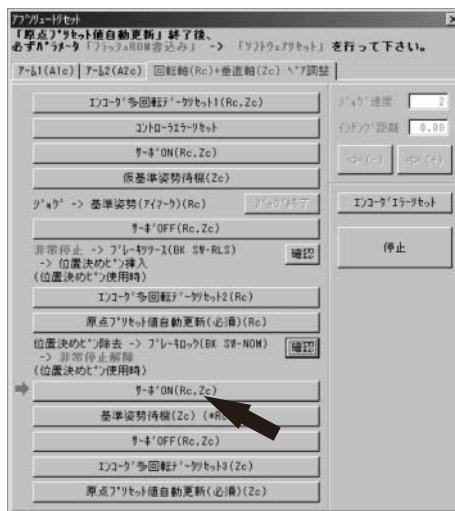 アブソリュートリセット
「原点プリセット値自動更新」終了後、
必ずパラメータ「フラッシュROM書込み」 -> 「ソフトウェアリセット」を行って下さい。
アーム1(A1c) アーム2(A2c) 回転軸(Rc)+垂直軸(Zc) ペア調整
エンコーダ多回転データリセット1(Rc,Zc)
コントローラエラーリセット
サーボON(Rc,Zc)
仮基準姿勢待機(Zc)
ジョグ -> 基準姿勢(アイマーク)(Rc) ジョグ終了
サーボOFF(Rc,Zc)
非常停止 -> ブレーキリリース(BK SW-RLS)
-> 位置決めピン挿入
(位置決めピン使用時)
確認
エンコーダ多回転データリセット2(Rc)
原点プリセット値自動更新(必須)(Rc)
位置決めピン除去 -> ブレーキロック(BK SW-NOM)
-> 非常停止解除
(位置決めピン使用時)
確認
サーボON(Rc,Zc)
基準姿勢待機(Zc) (*R
サーボOFF(Rc,Zc)
エンコーダ多回転データリセット3(Zc)
原点プリセット値自動更新(必須)(Zc)
ジョグ速度 2
インチング距離 0.00
<=(-) =>(+)
エンコーダエラーリセット
停止